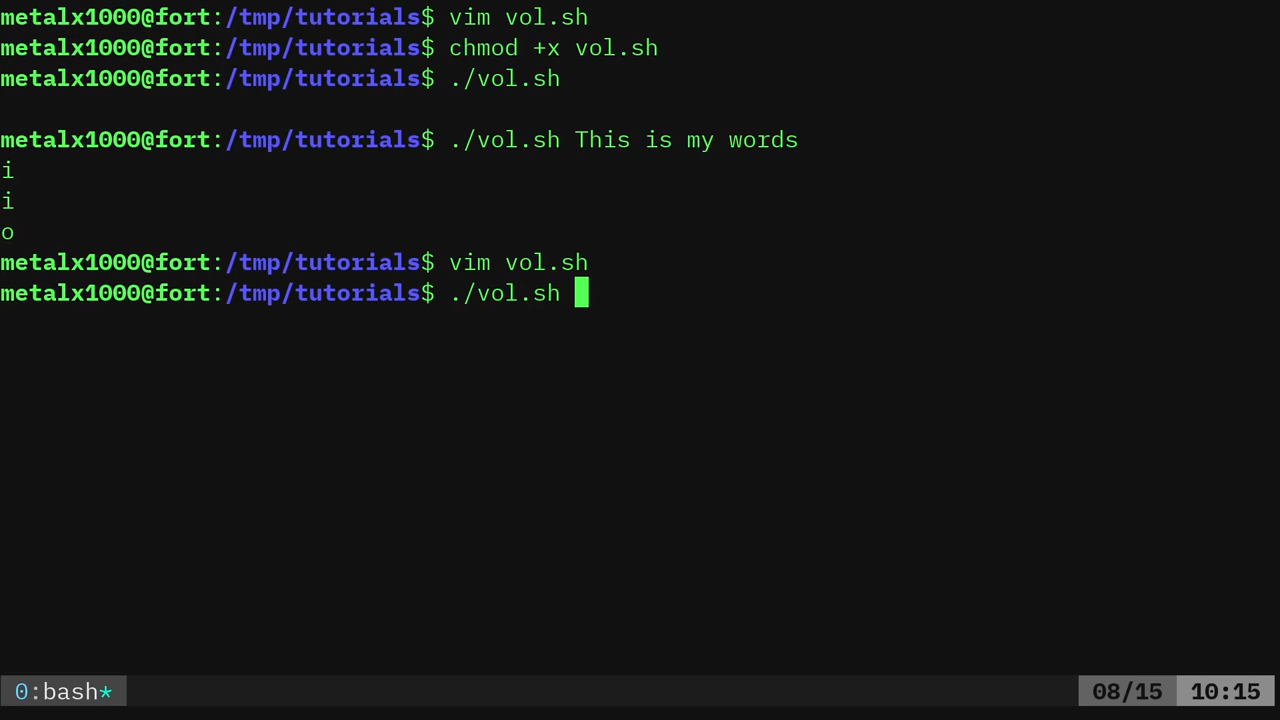 metalx1000@fort:/tmp/tutorials$ vim vol.sh
metalx1000@fort:/tmp/tutorials$ chmod +x vol.sh
metalx1000@fort:/tmp/tutorials$ ./vol.sh
metalx1000@fort:/tmp/tutorials$ ./vol.sh This is my words
i
i
o
metalx1000@fort:/tmp/tutorials$ vim vol.sh
metalx1000@fort:/tmp/tutorials$ ./vol.sh
0:bash* 08/15 10:15